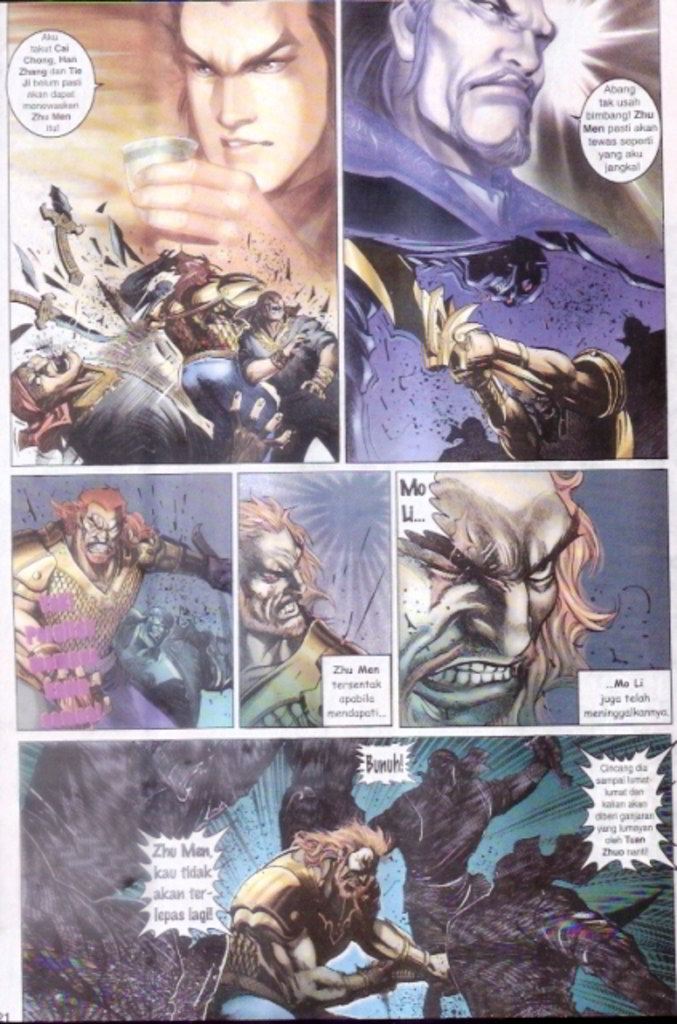 Aku
takut Cai
Chong, Han
Zhang dan Tie
Ji belum pasti
akan dapat
menewaskan
Zhu Men
itu!
Abang
tak usah
bimbang! Zhu
Men pasti akan
tewas seperti
yang aku
jangka!
Zhu Men
tersentak
apabila
mendapati...
Mo
Li...
...Mo Li
juga telah
meninggalkannya.
Zhu Men,
kau tidak
akan ter-
lepas lagi!
Bunuh!
Cincang dia
sampai lumat-
lumat dan
kalian akan
diberi ganjaran
yang lumayan
oleh Tuan
Zhuo nanti!
21